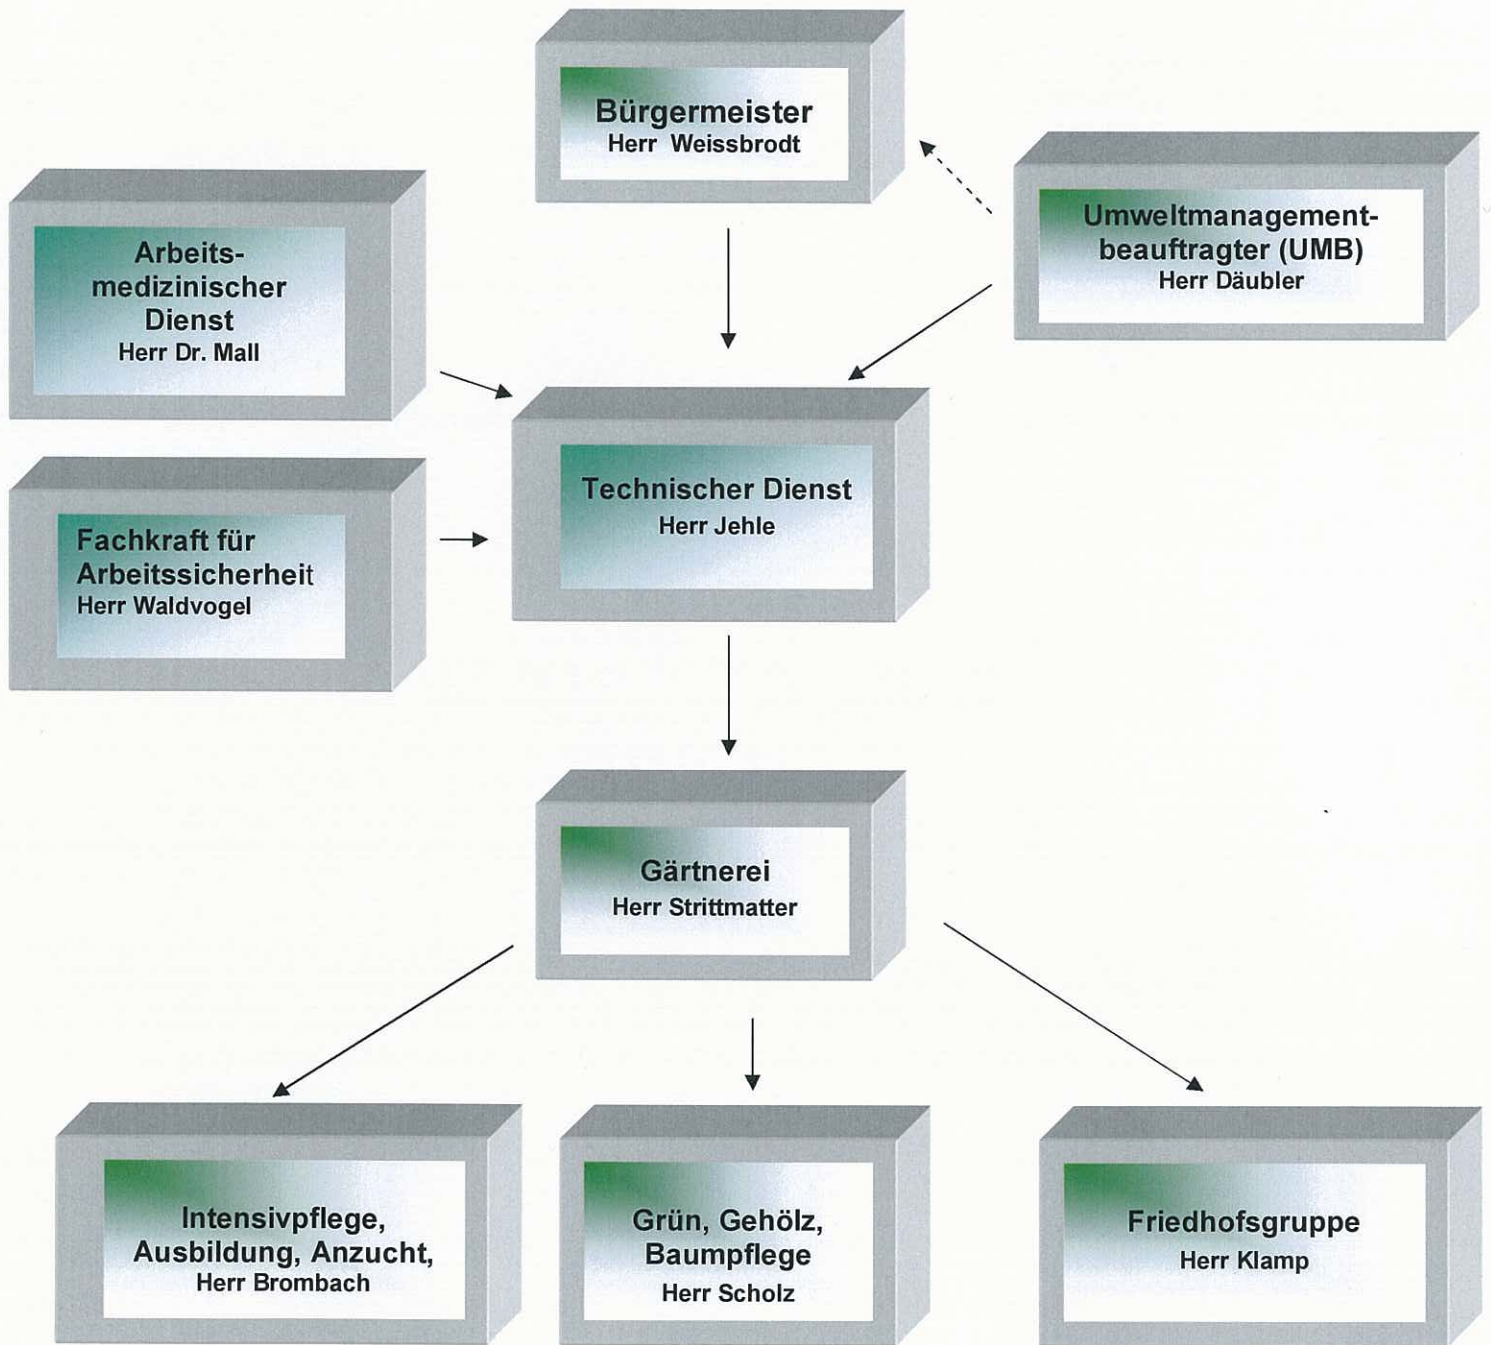 Bürgermeister
Herr Weissbrodt
Umweltmanagement-
beauftragter (UMB)
Herr Däubler
Arbeits-
medizinischer
Dienst
Herr Dr. Mall
Technischer Dienst
Herr Jehle
Fachkraft für
Arbeitssicherheit
Herr Waldvogel
Gärtnerei
Herr Strittmatter
Intensivpflege,
Ausbildung, Anzucht,
Herr Brombach
Grün, Gehölz,
Baumpflege
Herr Scholz
Friedhofsgruppe
Herr Klamp